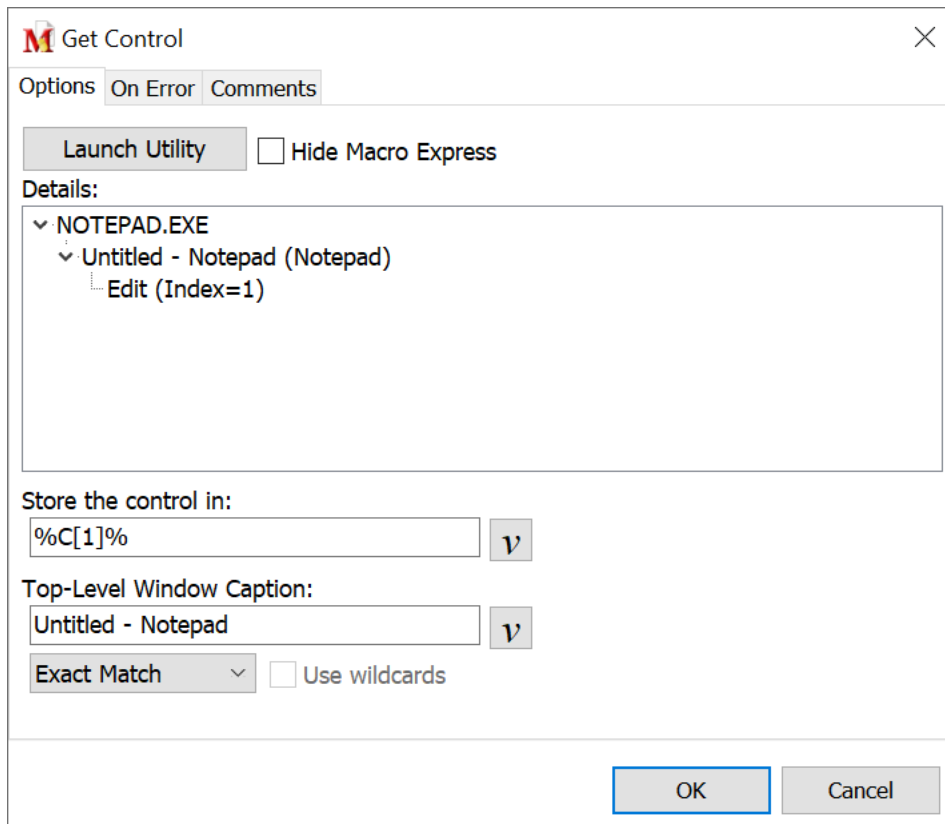 Get Control
Options On Error Comments
Launch Utility Hide Macro Express
Details:
NOTEPAD.EXE
Untitled - Notepad (Notepad)
Edit (Index=1)
Store the control in:
%C[1]% v
Top-Level Window Caption:
Untitled - Notepad v
Exact Match Use wildcards
OK Cancel